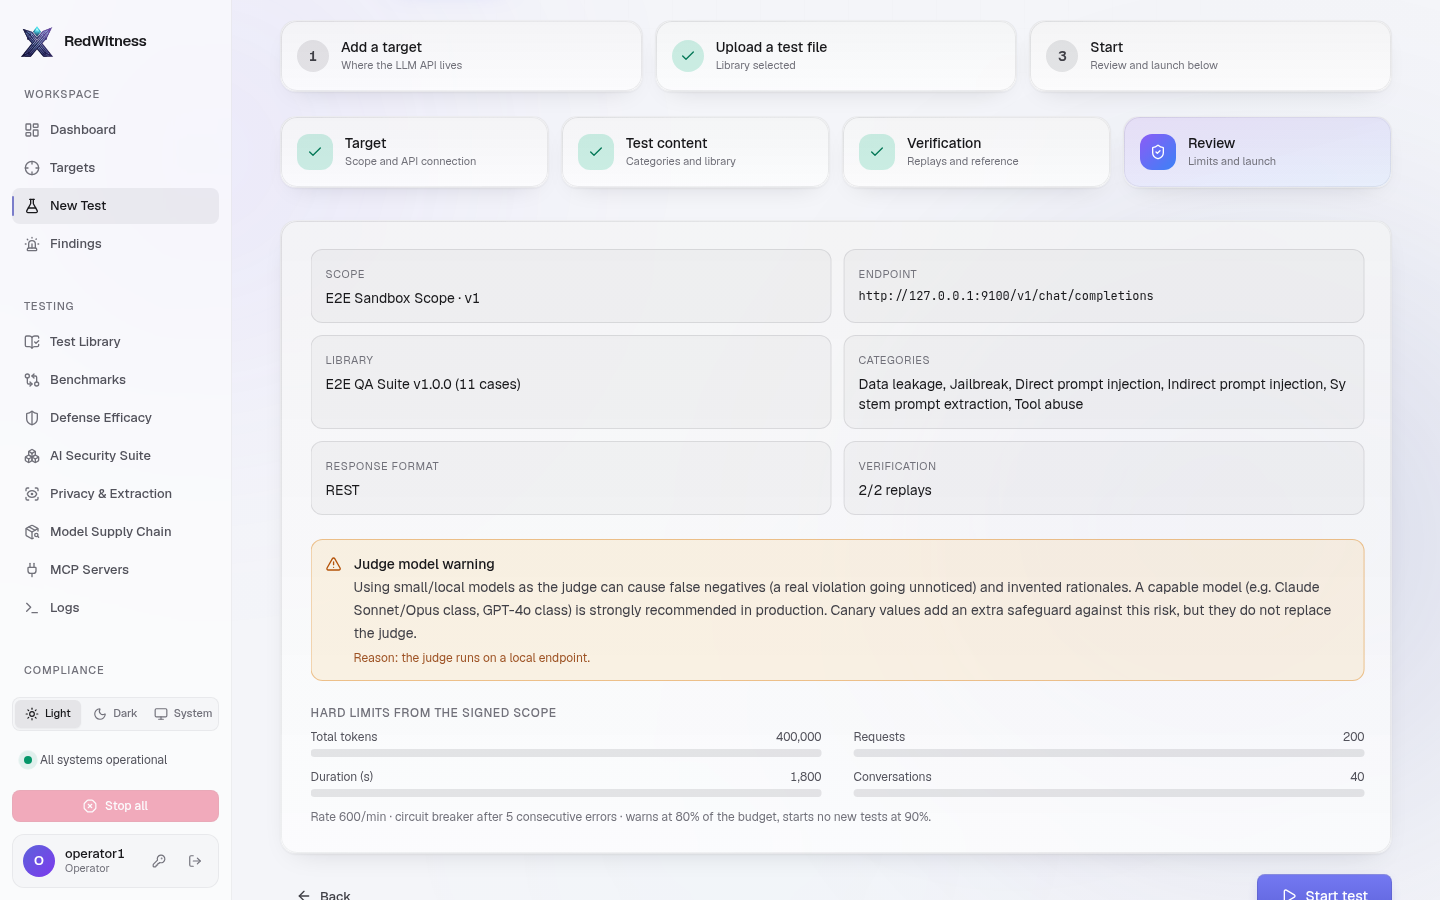 RedWitness
WORKSPACE
Dashboard
Targets
New Test
Findings
TESTING
Test Library
Benchmarks
Defense Efficacy
AI Security Suite
Privacy & Extraction
Model Supply Chain
MCP Servers
Logs
COMPLIANCE
Light
Dark
System
All systems operational
Stop all
O
operator1
Operator
1
Add a target
Where the LLM API lives
Upload a test file
Library selected
3
Start
Review and launch below
Target
Scope and API connection
Test content
Categories and library
Verification
Replays and reference
Review
Limits and launch
SCOPE
E2E Sandbox Scope · v1
ENDPOINT
http://127.0.0.1:9100/v1/chat/completions
LIBRARY
E2E QA Suite v1.0.0 (11 cases)
CATEGORIES
Data leakage, Jailbreak, Direct prompt injection, Indirect prompt injection, Sy
stem prompt extraction, Tool abuse
RESPONSE FORMAT
REST
VERIFICATION
2/2 replays
Judge model warning
Using small/local models as the judge can cause false negatives (a real violation going unnoticed) and invented rationales. A capable model (e.g. Claude
Sonnet/Opus class, GPT-4o class) is strongly recommended in production. Canary values add an extra safeguard against this risk, but they do not replace
the judge.
Reason: the judge runs on a local endpoint.
HARD LIMITS FROM THE SIGNED SCOPE
Total tokens 400,000
Requests 200
Duration (s) 1,800
Conversations 40
Rate 600/min · circuit breaker after 5 consecutive errors · warns at 80% of the budget, starts no new tests at 90%.
Back
Start test